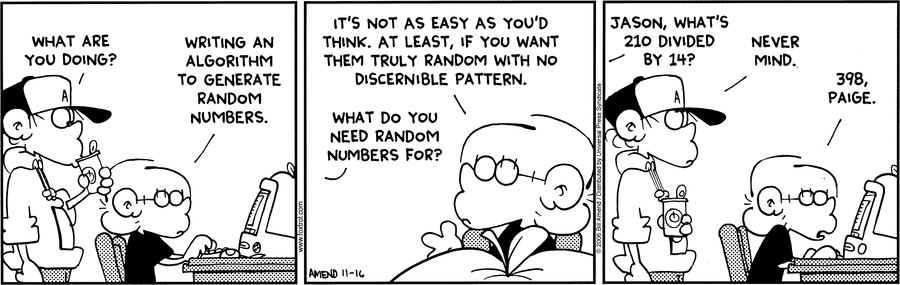 WHAT ARE
YOU DOING?
WRITING AN
ALGORITHM
TO GENERATE
RANDOM
NUMBERS.
A
www.foxtrot.com
IT'S NOT AS EASY AS YOU'D
THINK. AT LEAST, IF YOU WANT
THEM TRULY RANDOM WITH NO
DISCERNIBLE PATTERN.
WHAT DO YOU
NEED RANDOM
NUMBERS FOR?
AMEND 11-16
© 2006 Bill Amend / Distributed by Universal Press Syndicate
JASON, WHAT'S
210 DIVIDED
BY 14?
NEVER
MIND.
398,
PAIGE.
A